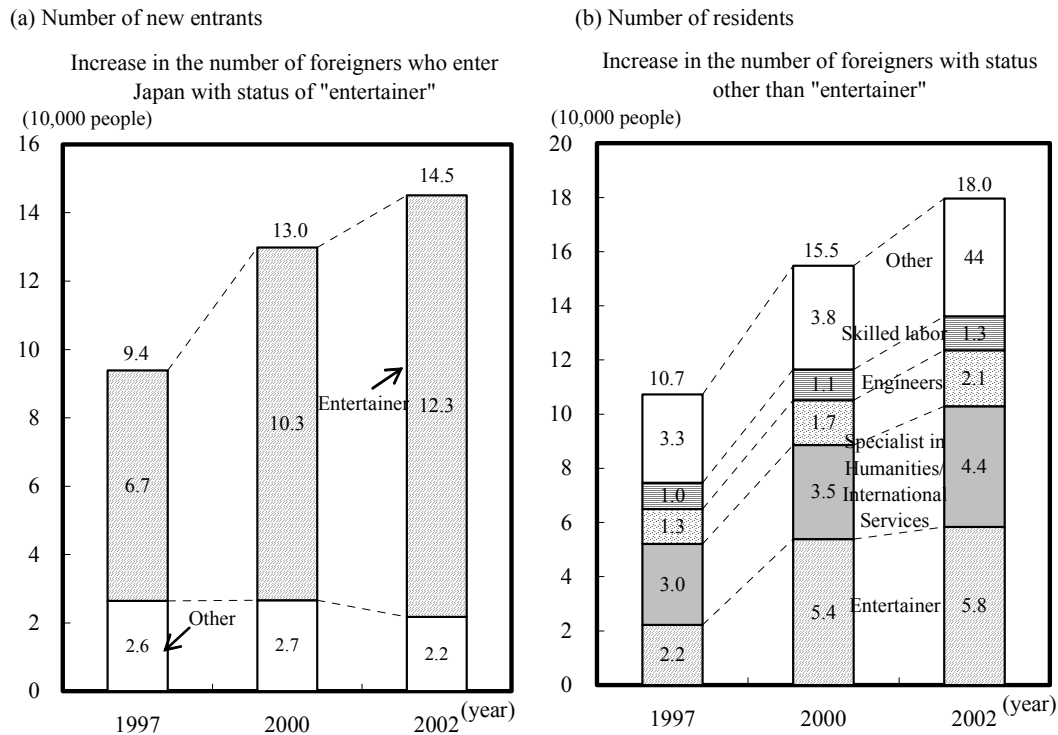 (a) Number of new entrants
Increase in the number of foreigners who enter
Japan with status of "entertainer"
(10,000 people)
16
14
12
10
8
6
4
2
0
9.4
6.7
2.6
13.0
10.3
2.7
14.5
12.3
2.2
Entertainer
Other
1997
2000
2002
(year)
(b) Number of residents
Increase in the number of foreigners with status
other than "entertainer"
(10,000 people)
20
18
16
14
12
10
8
6
4
2
0
10.7
3.3
1.0
1.3
3.0
2.2
15.5
3.8
1.1
1.7
3.5
5.4
18.0
44
1.3
2.1
4.4
5.8
Other
Skilled labor
Engineers
Specialist in
Humanities/
International
Services
Entertainer
1997
2000
2002
(year)